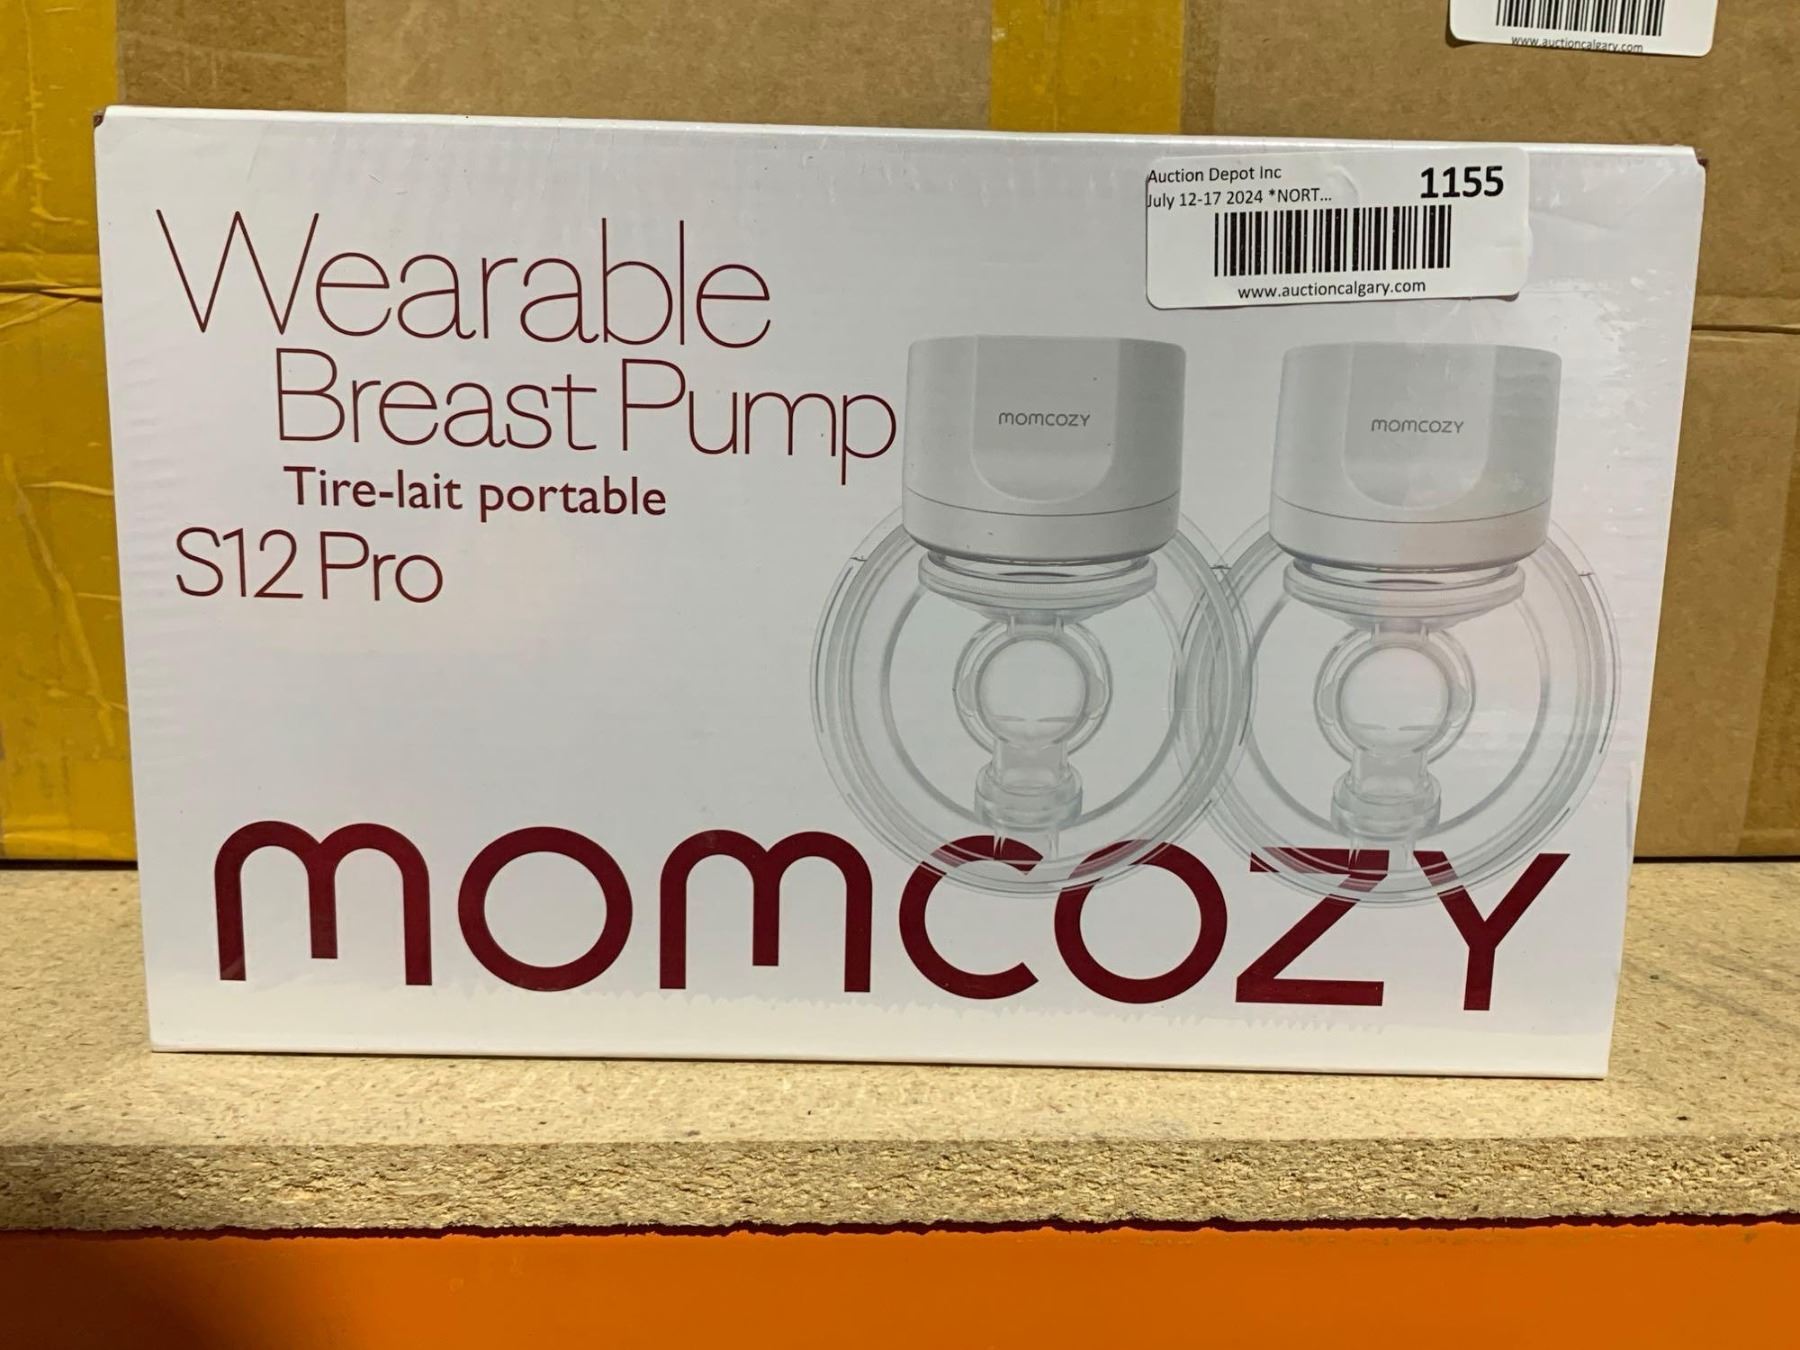 www.auctioncalgary.com
Auction Depot Inc
1155
July 12-17 2024 *NORT...
www.auctioncalgary.com
Wearable
Breast Pump
Tire-lait portable
S12 Pro
momcozy
momcozy
momcozy